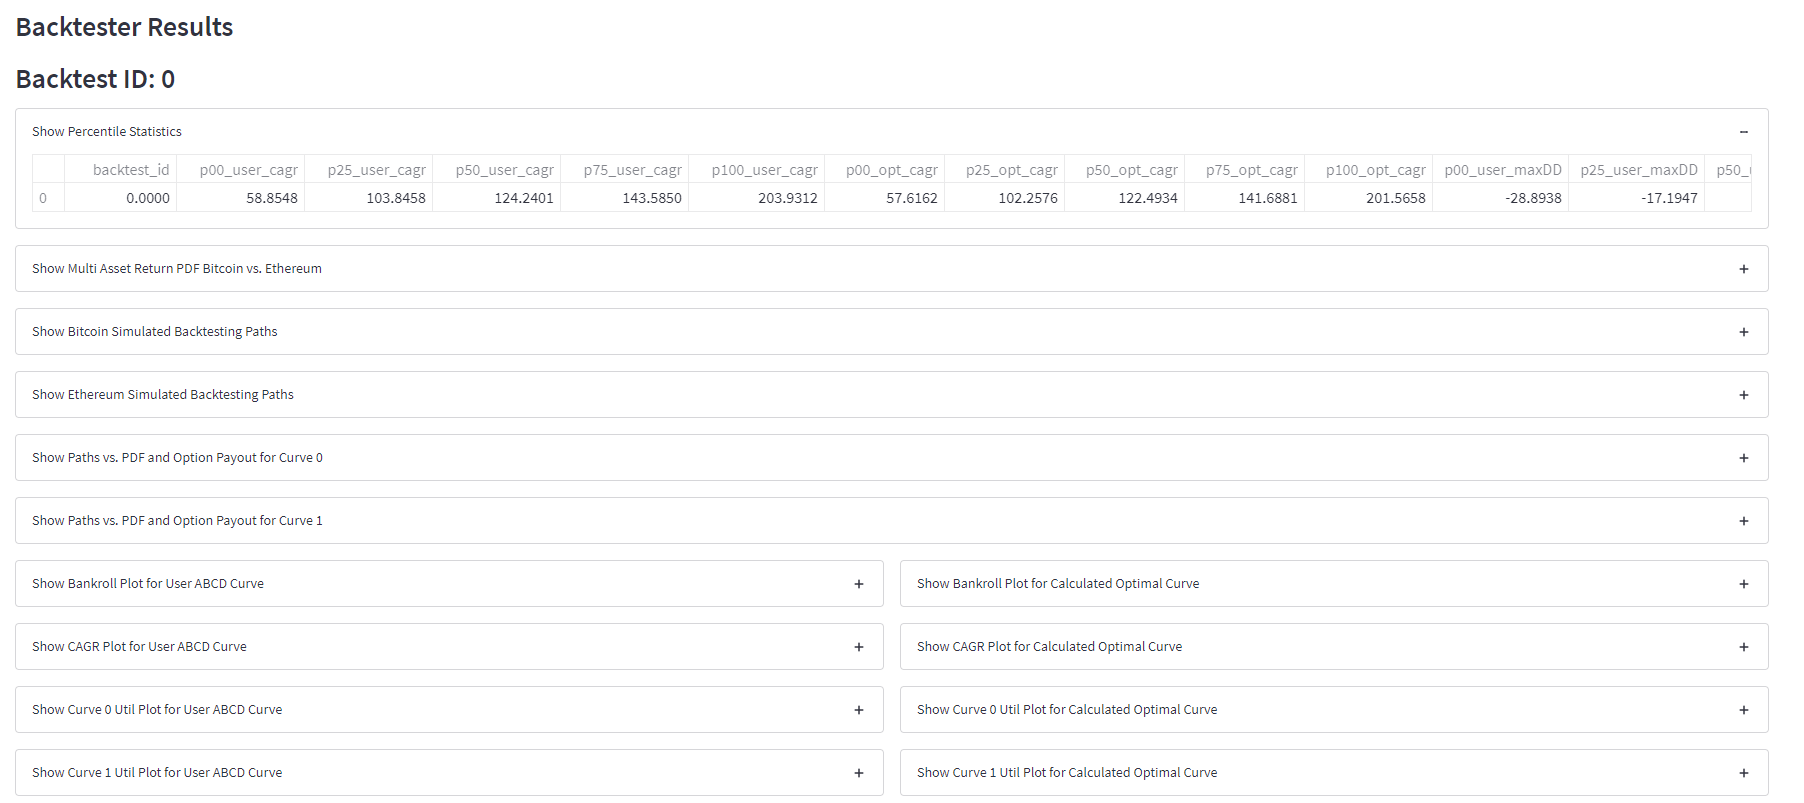 Backtester Results
Backtest ID: 0
Show Percentile Statistics
backtest_id p00_user_cagr p25_user_cagr p50_user_cagr p75_user_cagr p100_user_cagr p00_opt_cagr p25_opt_cagr p50_opt_cagr p75_opt_cagr p100_opt_cagr p00_user_maxDD p25_user_maxDD p50_
0 0.0000 58.8548 103.8458 124.2401 143.5850 203.9312 57.6162 102.2576 122.4934 141.6881 201.5658 -28.8938 -17.1947
Show Multi Asset Return PDF Bitcoin vs. Ethereum
Show Bitcoin Simulated Backtesting Paths
Show Ethereum Simulated Backtesting Paths
Show Paths vs. PDF and Option Payout for Curve 0
Show Paths vs. PDF and Option Payout for Curve 1
Show Bankroll Plot for User ABCD Curve
Show Bankroll Plot for Calculated Optimal Curve
Show CAGR Plot for User ABCD Curve
Show CAGR Plot for Calculated Optimal Curve
Show Curve 0 Util Plot for User ABCD Curve
Show Curve 0 Util Plot for Calculated Optimal Curve
Show Curve 1 Util Plot for User ABCD Curve
Show Curve 1 Util Plot for Calculated Optimal Curve